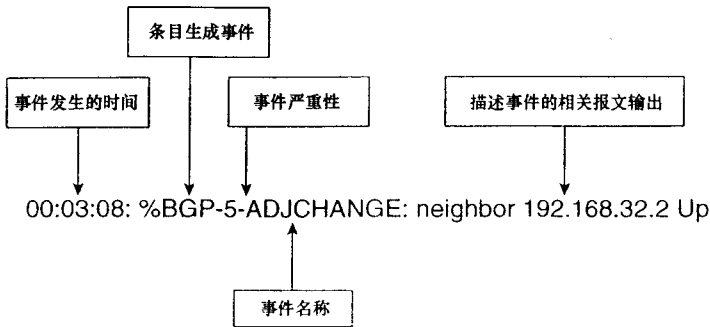 条目生成事件
事件发生的时间
事件严重性
描述事件的相关报文输出
00:03:08: %BGP-5-ADJCHANGE: neighbor 192.168.32.2 Up
事件名称